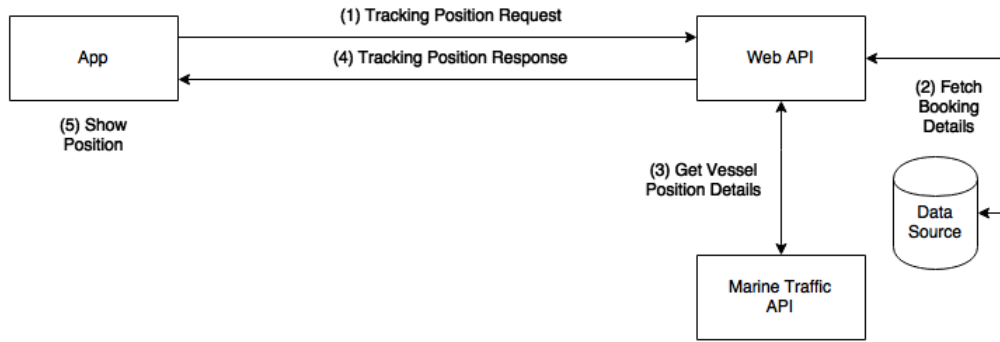 (1) Tracking Position Request
App
(4) Tracking Position Response
Web API
(5) Show
Position
(2) Fetch
Booking
Details
(3) Get Vessel
Position Details
Data
Source
Marine Traffic
API